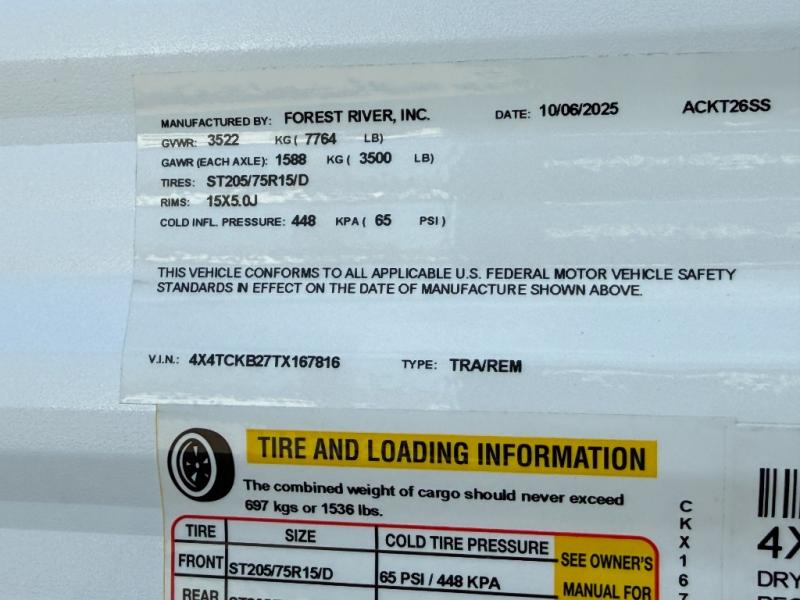 MANUFACTURED BY: FOREST RIVER, INC. DATE: 10/06/2025 ACKT26SS
GVWR: 3522 KG ( 7764 LB)
GAWR (EACH AXLE): 1588 KG ( 3500 LB)
TIRES: ST205/75R15/D
RIMS: 15X5.0J
COLD INFL. PRESSURE: 448 KPA ( 65 PSI )
THIS VEHICLE CONFORMS TO ALL APPLICABLE U.S. FEDERAL MOTOR VEHICLE SAFETY
STANDARDS IN EFFECT ON THE DATE OF MANUFACTURE SHOWN ABOVE.
V.I.N.: 4X4TCKB27TX167816 TYPE: TRA/REM
TIRE AND LOADING INFORMATION
The combined weight of cargo should never exceed
697 kgs or 1536 lbs.
TIRE SIZE COLD TIRE PRESSURE SEE OWNER'S
FRONT ST205/75R15/D 65 PSI / 448 KPA MANUAL FOR
REAR
CKX167
4X
DRY